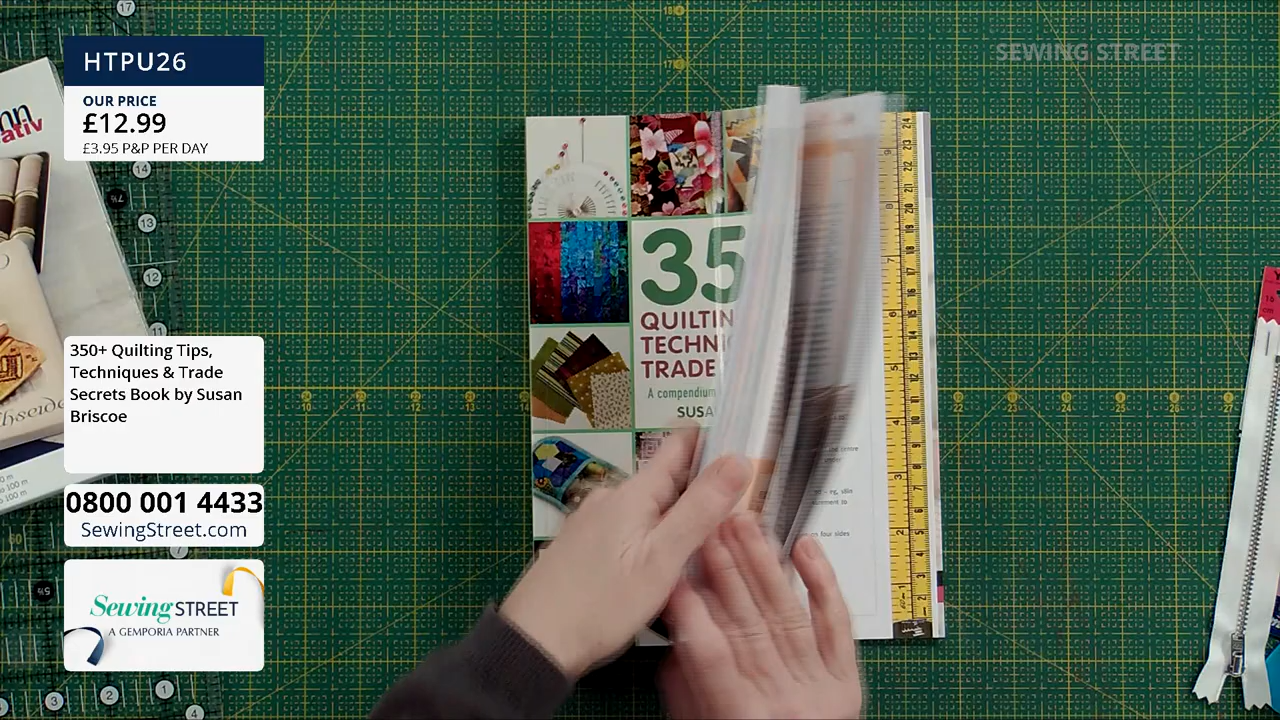 HTPU26
OUR PRICE
£12.99
£3.95 P&P PER DAY
350+ Quilting Tips,
Techniques & Trade
Secrets Book by Susan
Briscoe
0800 001 4433
SewingStreet.com
Sewing STREET
A GEMPORIA PARTNER
SEWING STREET
35
QUILTIN
TECHNI
TRADE
A compendium
SUSA